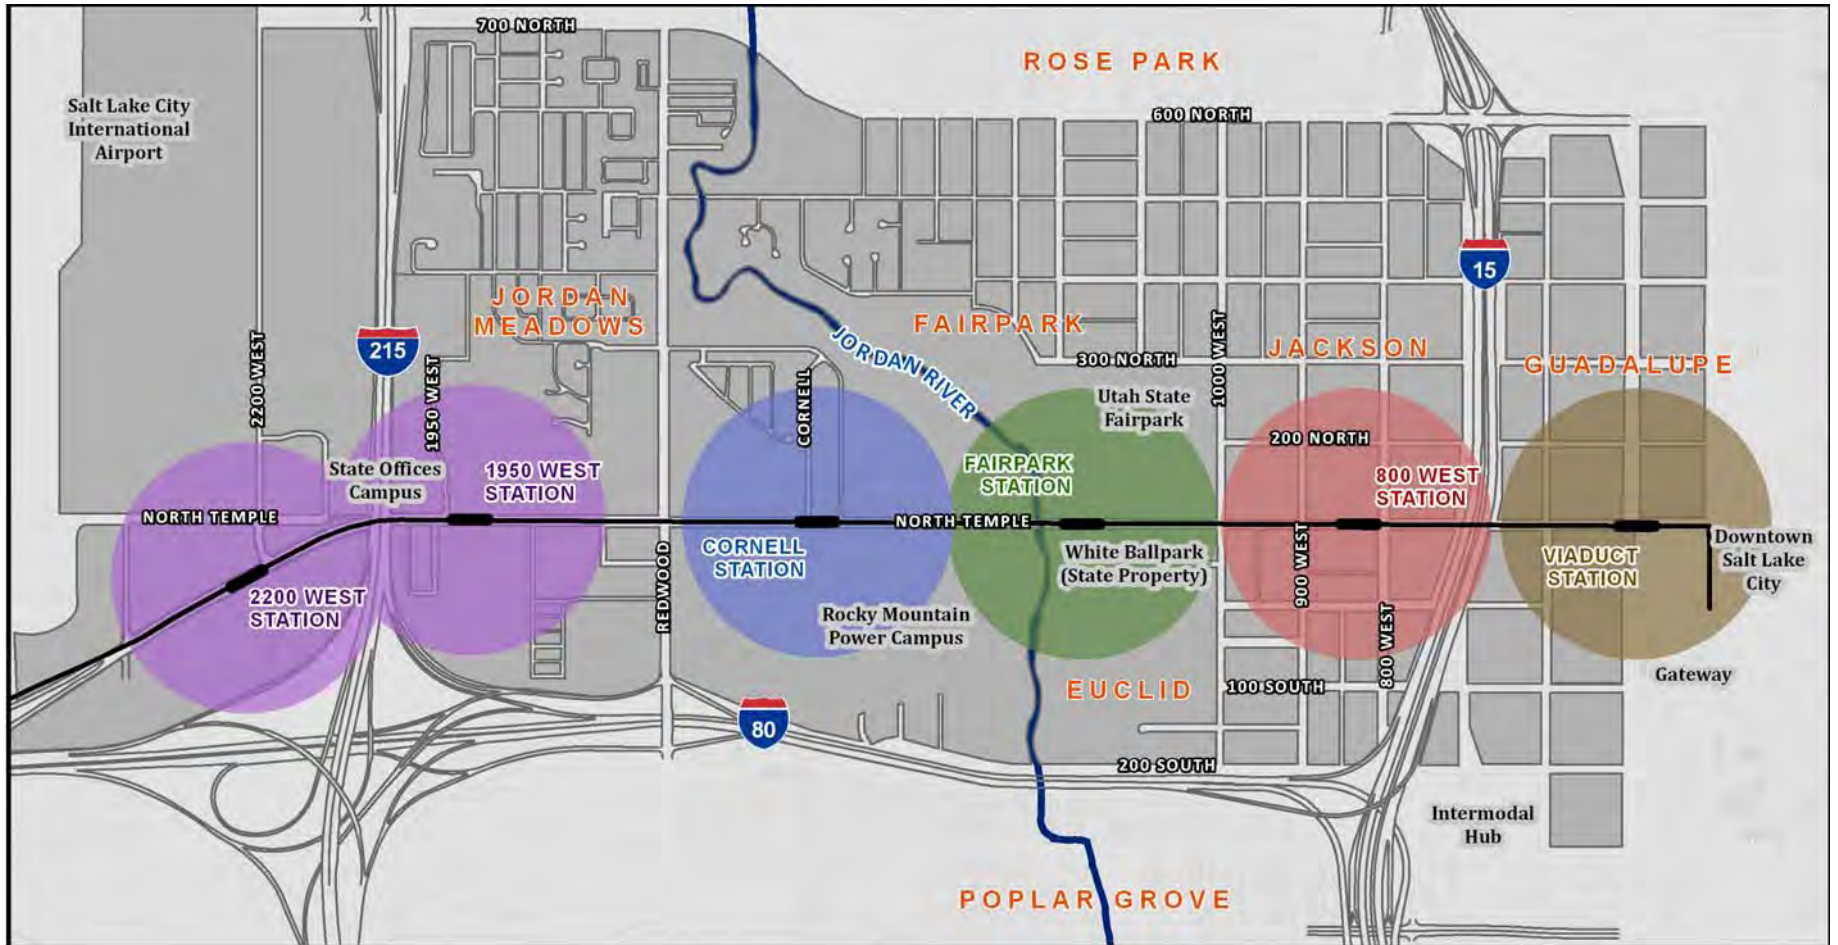 700 NORTH
ROSE PARK
Salt Lake City
International
Airport
600 NORTH
15
JORDAN
MEADOWS
FAIRPARK
JORDAN RIVER
215
2200 WEST
1950 WEST
300 NORTH
1000 WEST
JACKSON
GUADALUPE
CORNELL
Utah State
Fairpark
200 NORTH
State Offices
Campus
1950 WEST
STATION
FAIRPARK
STATION
800 WEST
STATION
NORTH TEMPLE
NORTH TEMPLE
CORNELL
STATION
White Ballpark
(State Property)
900 WEST
VIADUCT
STATION
Downtown
Salt Lake
City
REDWOOD
2200 WEST
STATION
Rocky Mountain
Power Campus
800 WEST
EUCLID
100 SOUTH
Gateway
80
200 SOUTH
Intermodal
Hub
POPLAR GROVE